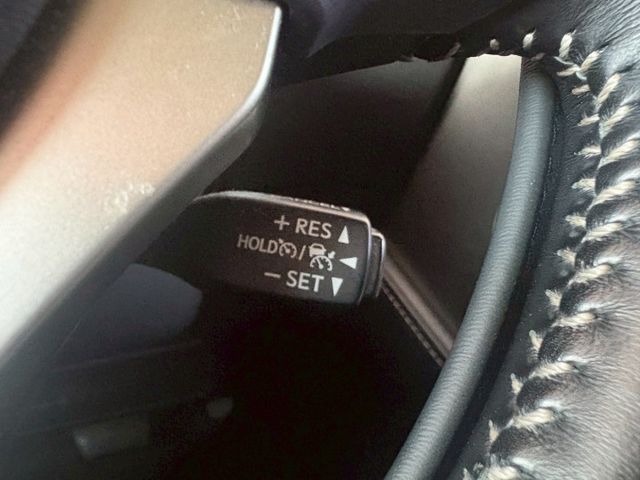 + RES
HOLD /
− SET